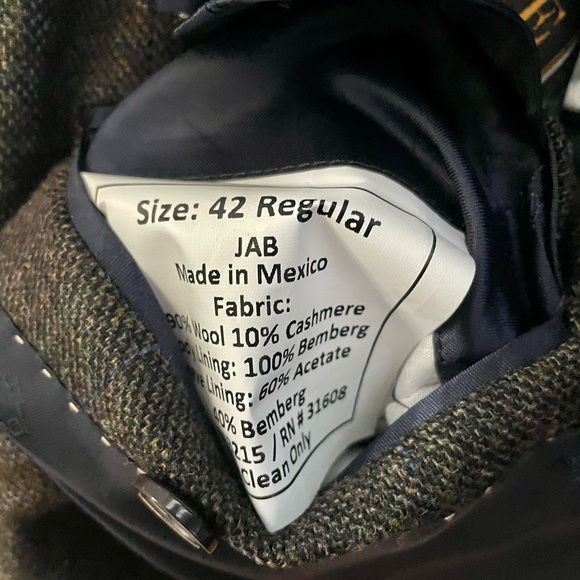 Size: 42 Regular
JAB
Made in Mexico
Fabric:
90% Wool 10% Cashmere
Lining: 100% Bemberg
Lining: 60% Acetate
40% Bemberg
215 / RN # 31608
Clean Only